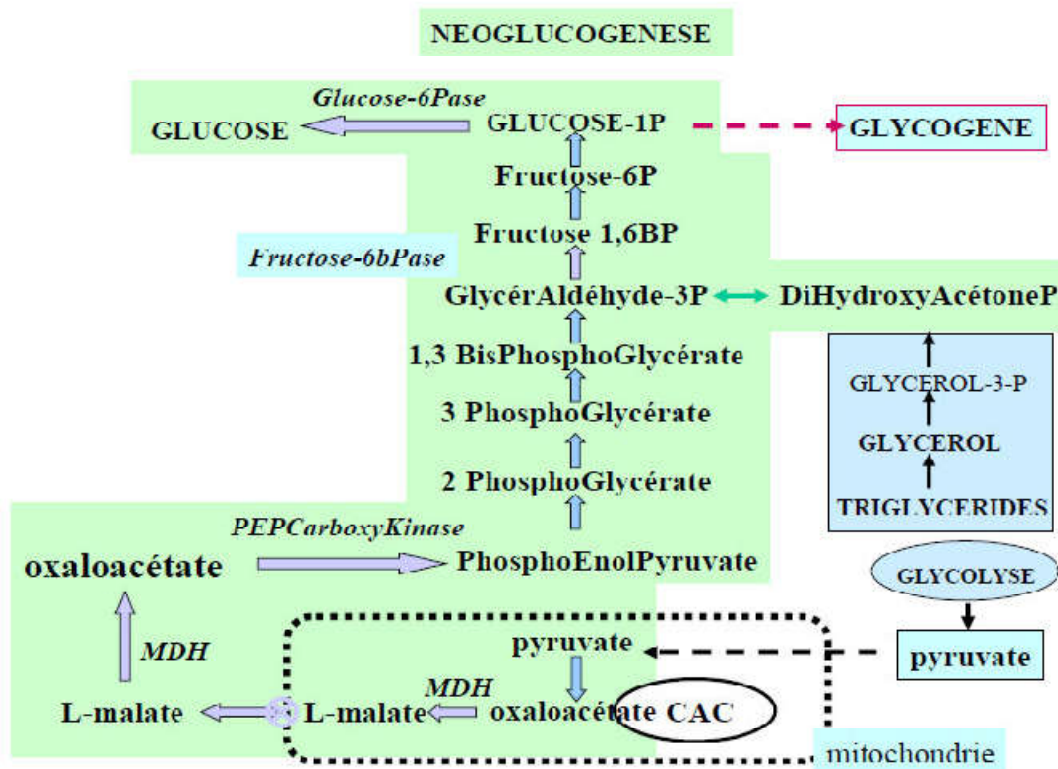 NEOGLUCOGENESE
Glucose-6Pase
GLUCOSE
GLUCOSE-1P
GLYCOGENE
Fructose-6P
Fructose 1,6BP
Fructose-6bPase
GlycérAldéhyde-3P
DiHydroxyAcétoneP
1,3 BisPhosphoGlycérate
GLYCEROL-3-P
3 PhosphoGlycérate
GLYCEROL
2 PhosphoGlycérate
TRIGLYCERIDES
PEPCarboxyKinase
oxaloacétate
PhosphoEnolPyruvate
GLYCOLYSE
pyruvate
pyruvate
MDH
MDH
L-malate
L-malate
oxaloacétate CAC
mitochondrie